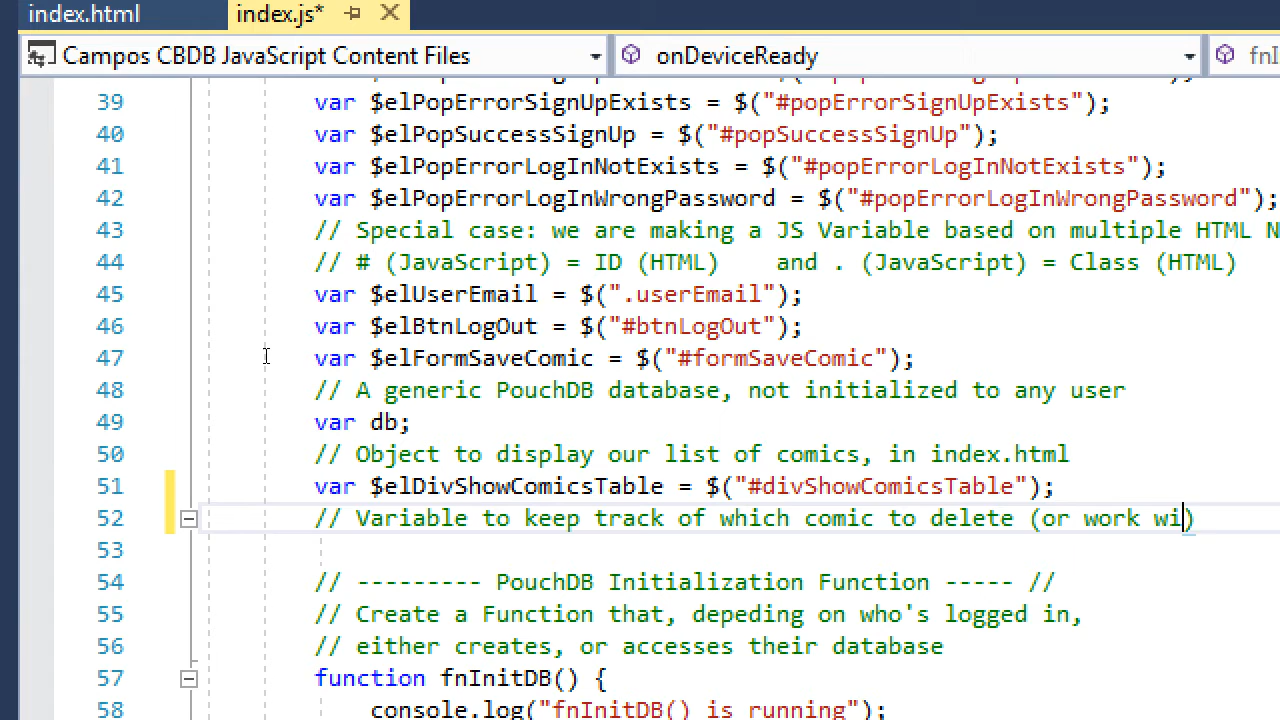 index.html index.js*
Campos CBDB JavaScript Content Files onDeviceReady fnI
39 var $elPopErrorSignUpExists = $("#popErrorSignUpExists");
40 var $elPopSuccessSignUp = $("#popSuccessSignUp");
41 var $elPopErrorLogInNotExists = $("#popErrorLogInNotExists");
42 var $elPopErrorLogInWrongPassword = $("#popErrorLogInWrongPassword");
43 // Special case: we are making a JS Variable based on multiple HTML N
44 // # (JavaScript) = ID (HTML) and . (JavaScript) = Class (HTML)
45 var $elUserEmail = $(".userEmail");
46 var $elBtnLogOut = $("#btnLogOut");
47 var $elFormSaveComic = $("#formSaveComic");
48 // A generic PouchDB database, not initialized to any user
49 var db;
50 // Object to display our list of comics, in index.html
51 var $elDivShowComicsTable = $("#divShowComicsTable");
52 // Variable to keep track of which comic to delete (or work wi)
53
54 // --------- PouchDB Initialization Function ----- //
55 // Create a Function that, depeding on who's logged in,
56 // either creates, or accesses their database
57 function fnInitDB() {
58 console.log("fnInitDB() is running");